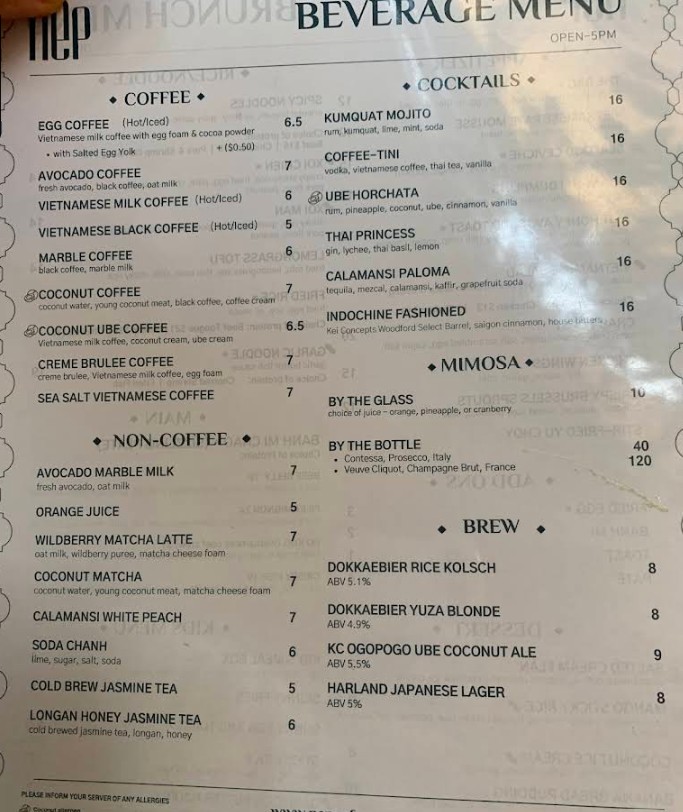 nép
BEVERAGE MENU
OPEN-5PM
◆ COFFEE ◆
EGG COFFEE (Hot/Iced) 6.5
Vietnamese milk coffee with egg foam & cocoa powder
• with Salted Egg Yolk + (50.50)
AVOCADO COFFEE 7
fresh avocado, black coffee, oat milk
VIETNAMESE MILK COFFEE (Hot/Iced) 6
VIETNAMESE BLACK COFFEE (Hot/Iced) 5
MARBLE COFFEE 6
black coffee, marble milk
COCONUT COFFEE 7
coconut water, young coconut meat, black coffee, coffee cream
COCONUT UBE COFFEE 6.5
Vietnamese milk coffee, coconut cream, ube cream
CREME BRULEE COFFEE 7
creme brulee, Vietnamese milk coffee, egg foam
SEA SALT VIETNAMESE COFFEE 7
◆ NON-COFFEE ◆
AVOCADO MARBLE MILK 7
fresh avocado, oat milk
ORANGE JUICE 5
WILDBERRY MATCHA LATTE 7
oat milk, wildberry puree, matcha cheese foam
COCONUT MATCHA 7
coconut water, young coconut meat, matcha cheese foam
CALAMANSI WHITE PEACH 7
SODA CHANH 6
lime, sugar, salt, soda
COLD BREW JASMINE TEA 5
LONGAN HONEY JASMINE TEA 6
cold brewed jasmine tea, longan, honey
◆ COCKTAILS ◆
KUMQUAT MOJITO 16
rum, kumquat, lime, mint, soda
COFFEE-TINI 16
vodka, vietnamese coffee, thai tea, vanilla
UBE HORCHATA 16
rum, pineapple, coconut, ube, cinnamon, vanilla
THAI PRINCESS 16
gin, lychee, thai basil, lemon
CALAMANSI PALOMA 16
tequila, mezcal, calamansi, kaffir, grapefruit soda
INDOCHINE FASHIONED 16
Kei Concepts Woodford Select Barrel, saigon cinnamon, house bitters
◆ MIMOSA ◆
BY THE GLASS 10
choice of juice - orange, pineapple, or cranberry
BY THE BOTTLE
• Contessa, Prosecco, Italy 40
• Veuve Cliquot, Champagne Brut, France 120
◆ BREW ◆
DOKKAEBIER RICE KOLSCH 8
ABV 5.1%
DOKKAEBIER YUZA BLONDE 8
ABV 4.9%
KC OGOPOGO UBE COCONUT ALE 9
ABV 5.5%
HARLAND JAPANESE LAGER 8
ABV 5%
PLEASE INFORM YOUR SERVER OF ANY ALLERGIES